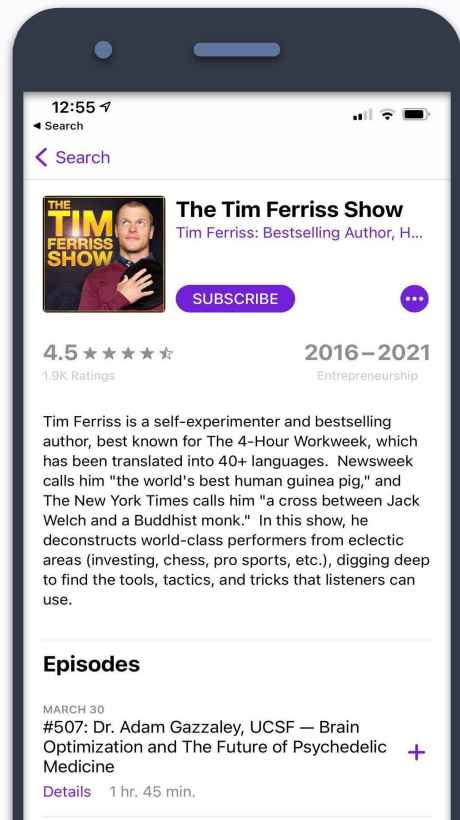 12:55
◄ Search
Search
THE
TIM
FERRISS
SHOW
The Tim Ferriss Show
Tim Ferriss: Bestselling Author, H...
SUBSCRIBE
4.5 ★★★★⯪
2016–2021
1.9K Ratings
Entrepreneurship
Tim Ferriss is a self-experimenter and bestselling
author, best known for The 4-Hour Workweek, which
has been translated into 40+ languages.  Newsweek
calls him "the world's best human guinea pig," and
The New York Times calls him "a cross between Jack
Welch and a Buddhist monk."  In this show, he
deconstructs world-class performers from eclectic
areas (investing, chess, pro sports, etc.), digging deep
to find the tools, tactics, and tricks that listeners can
use.
Episodes
MARCH 30
#507: Dr. Adam Gazzaley, UCSF — Brain
Optimization and The Future of Psychedelic
Medicine
Details 1 hr. 45 min.